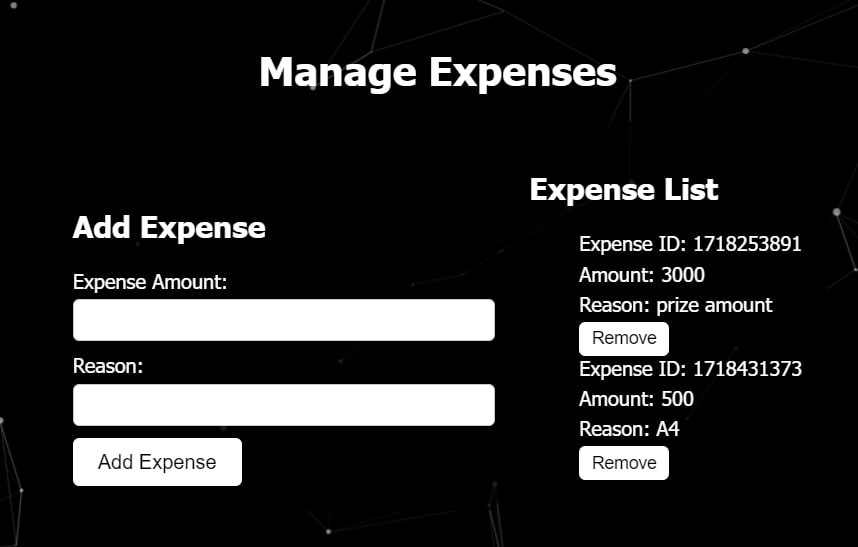 Manage Expenses
Add Expense
Expense Amount:
Reason:
Add Expense
Expense List
Expense ID: 1718253891
Amount: 3000
Reason: prize amount
Remove
Expense ID: 1718431373
Amount: 500
Reason: A4
Remove